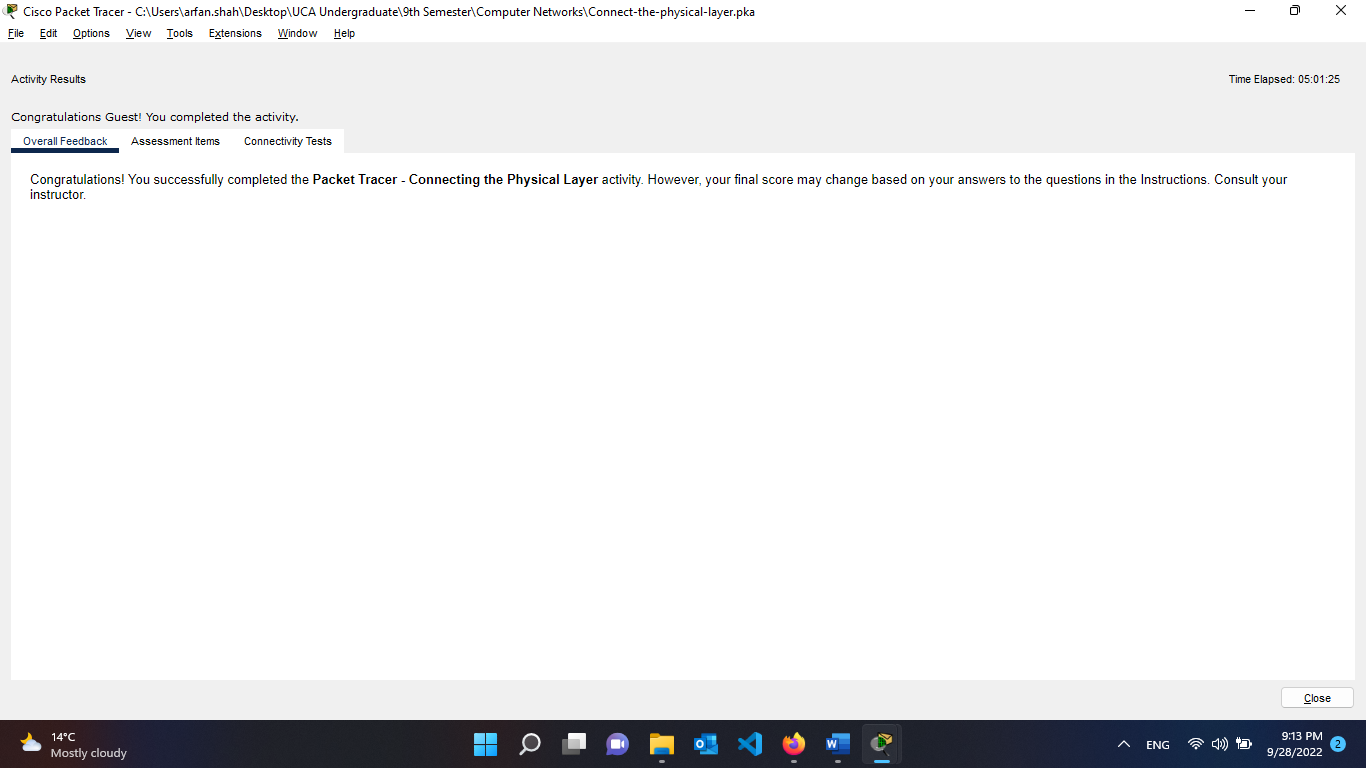 Cisco Packet Tracer - C:\Users\arfan.shah\Desktop\UCA Undergraduate\9th Semester\Computer Networks\Connect-the-physical-layer.pka
File Edit Options View Tools Extensions Window Help
Activity Results Time Elapsed: 05:01:25
Congratulations Guest! You completed the activity.
Overall Feedback Assessment Items Connectivity Tests
Congratulations! You successfully completed the Packet Tracer - Connecting the Physical Layer activity. However, your final score may change based on your answers to the questions in the Instructions. Consult your
instructor.
Close
14°C
Mostly cloudy
ENG
9:13 PM
9/28/2022
2